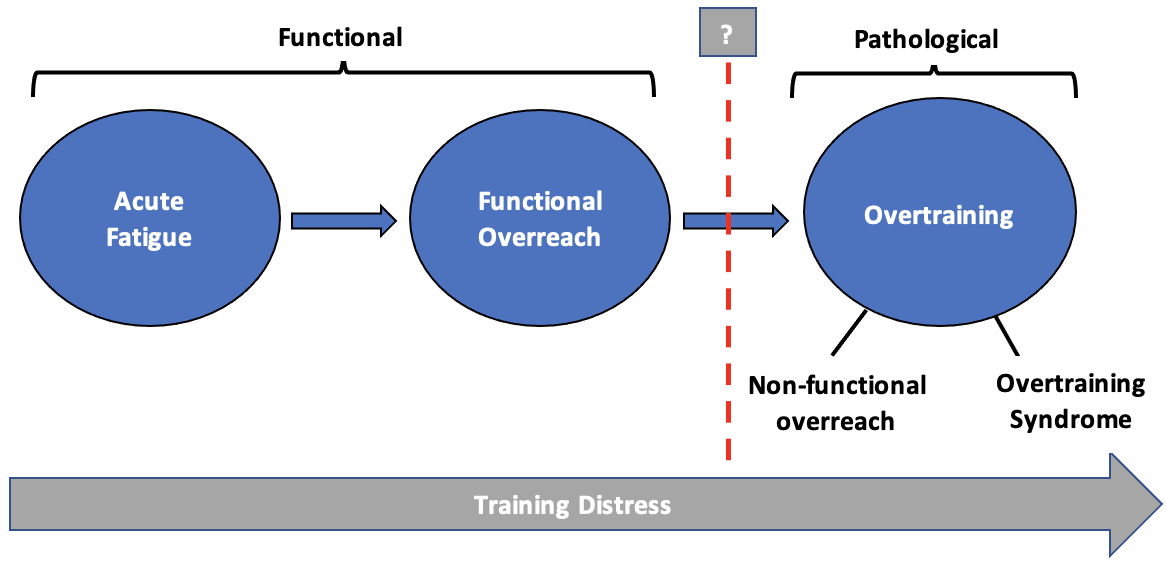 Functional
?
Pathological
Acute
Fatigue
Functional
Overreach
Overtraining
Non-functional
overreach
Overtraining
Syndrome
Training Distress